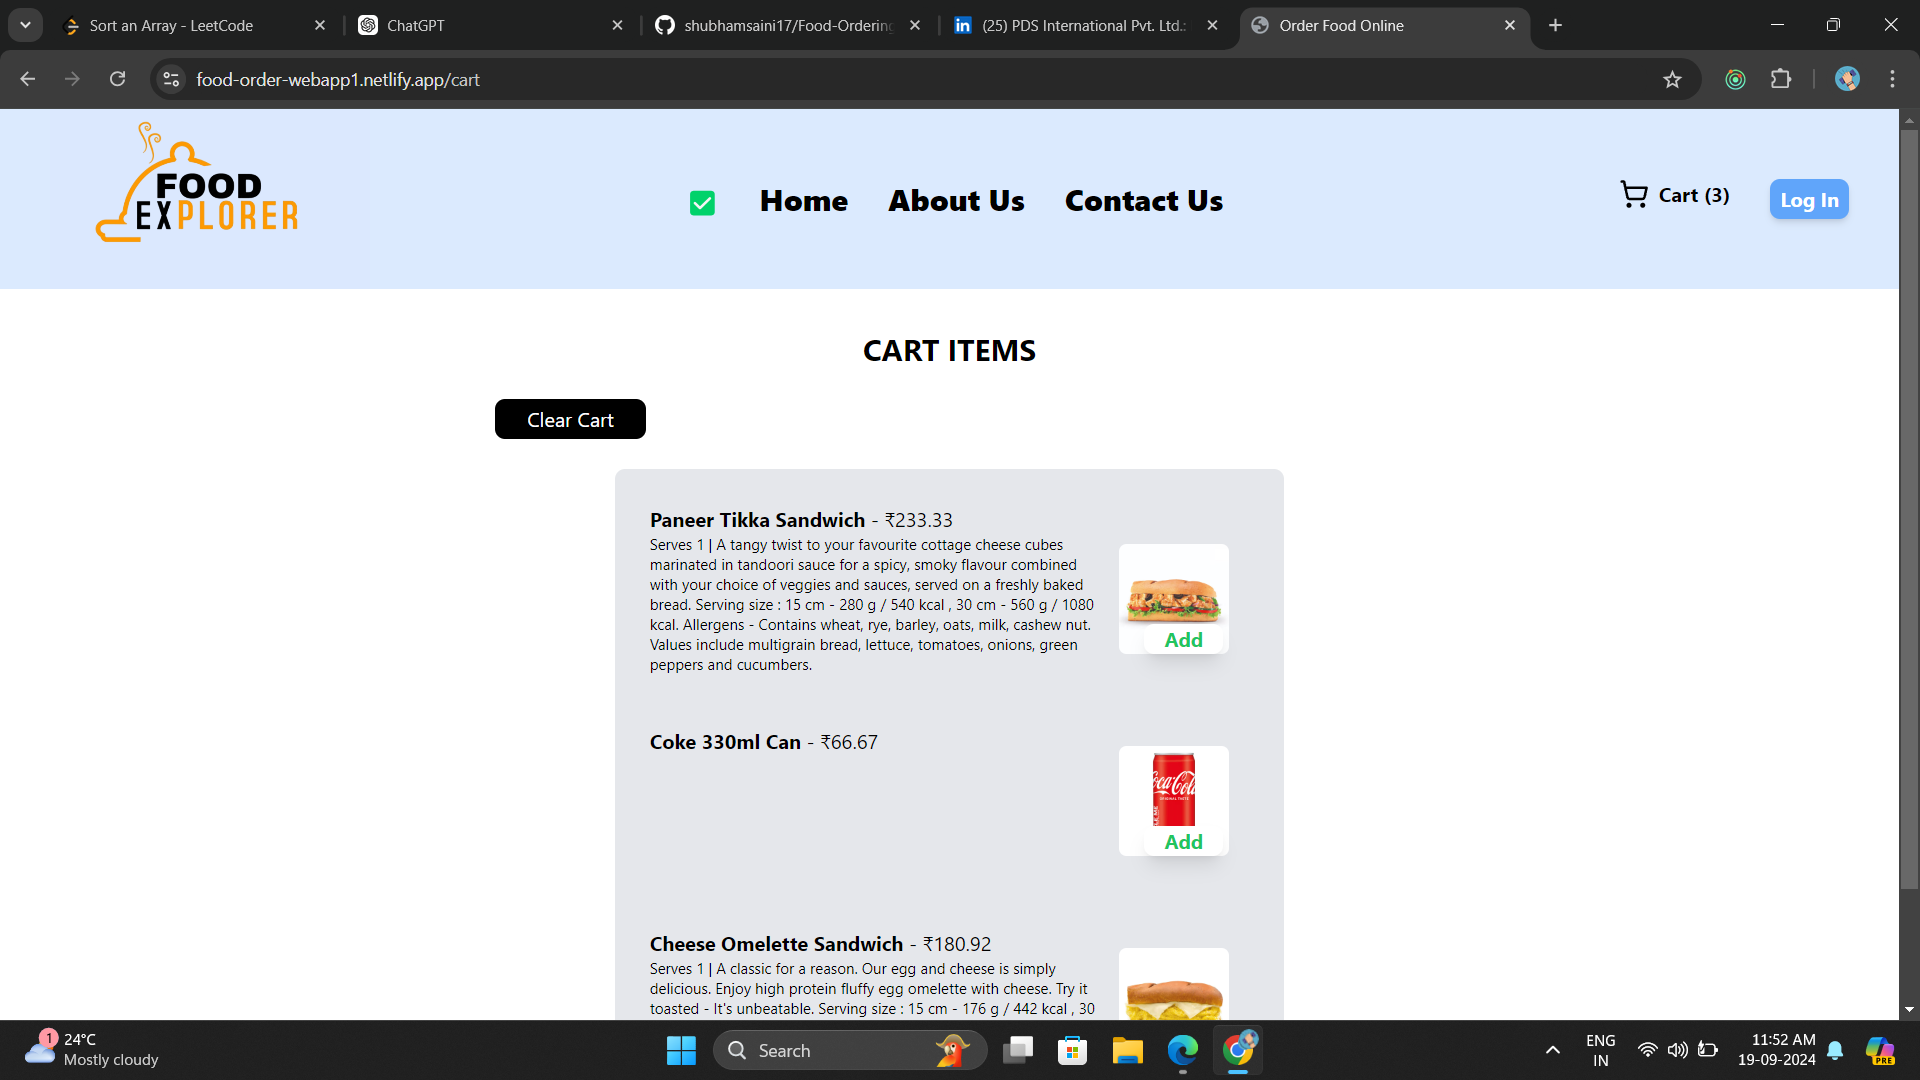 Sort an Array - LeetCode
ChatGPT
shubhamsaini17/Food-Ordering
(25) PDS International Pvt. Ltd.:
Order Food Online
food-order-webapp1.netlify.app/cart
FOOD
EXPLORER
Home
About Us
Contact Us
Cart (3)
Log In
CART ITEMS
Clear Cart
Paneer Tikka Sandwich - ₹233.33
Serves 1 | A tangy twist to your favourite cottage cheese cubes
marinated in tandoori sauce for a spicy, smoky flavour combined
with your choice of veggies and sauces, served on a freshly baked
bread. Serving size : 15 cm - 280 g / 540 kcal , 30 cm - 560 g / 1080
kcal. Allergens - Contains wheat, rye, barley, oats, milk, cashew nut.
Values include multigrain bread, lettuce, tomatoes, onions, green
peppers and cucumbers.
Add
Coke 330ml Can - ₹66.67
Coca-Cola
Add
Cheese Omelette Sandwich - ₹180.92
Serves 1 | A classic for a reason. Our egg and cheese is simply
delicious. Enjoy high protein fluffy egg omelette with cheese. Try it
toasted - It's unbeatable. Serving size : 15 cm - 176 g / 442 kcal , 30
1
24°C
Mostly cloudy
Search
ENG
IN
11:52 AM
19-09-2024
PRE